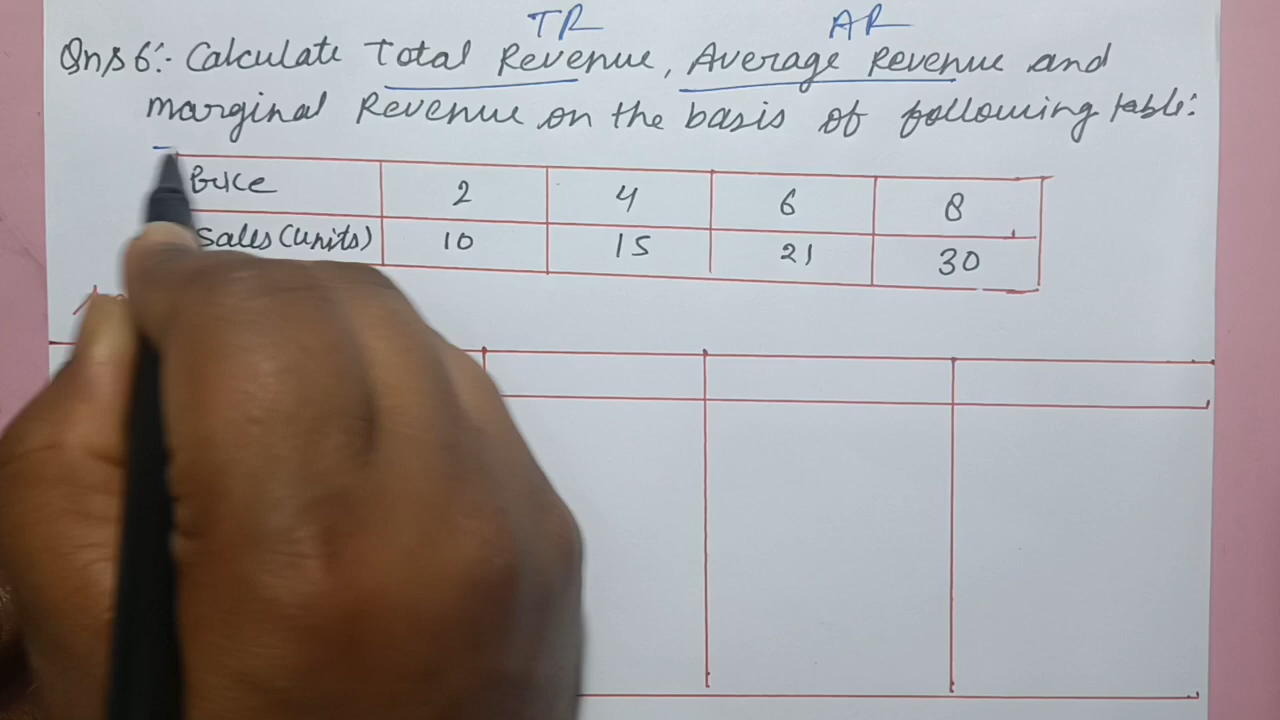 TR AR
Qns 6:- Calculate Total Revenue, Average Revenue and
marginal Revenue on the basis of following table:
Price 2 4 6 8
Sales (Units) 10 15 21 30